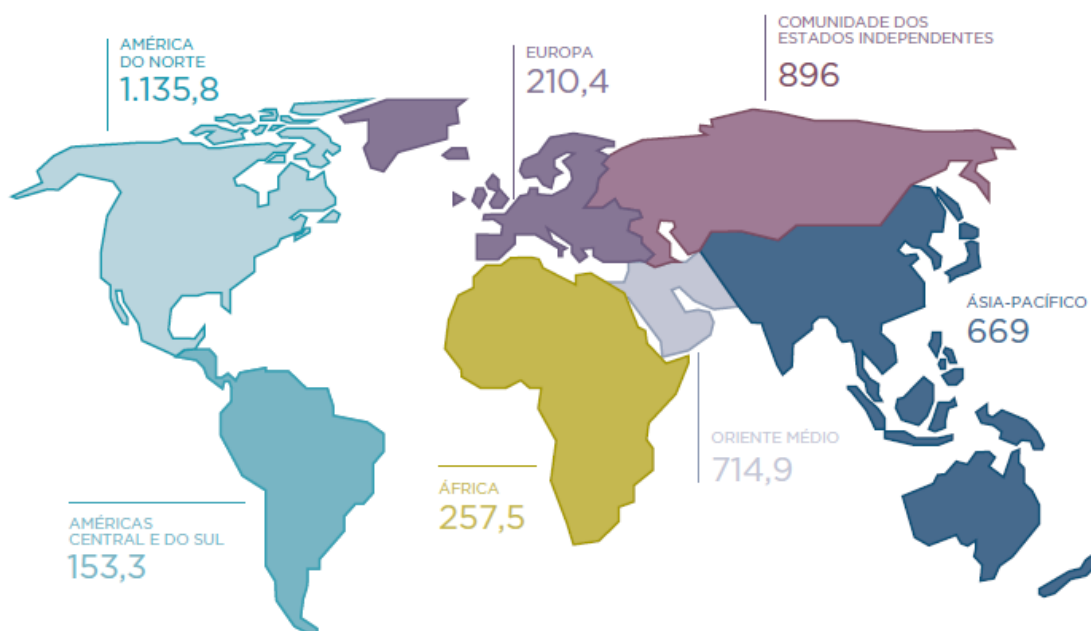 AMÉRICA
DO NORTE
1.135,8
EUROPA
210,4
COMUNIDADE DOS
ESTADOS INDEPENDENTES
896
ÁSIA-PACÍFICO
669
ORIENTE MÉDIO
714,9
ÁFRICA
257,5
AMÉRICAS
CENTRAL E DO SUL
153,3